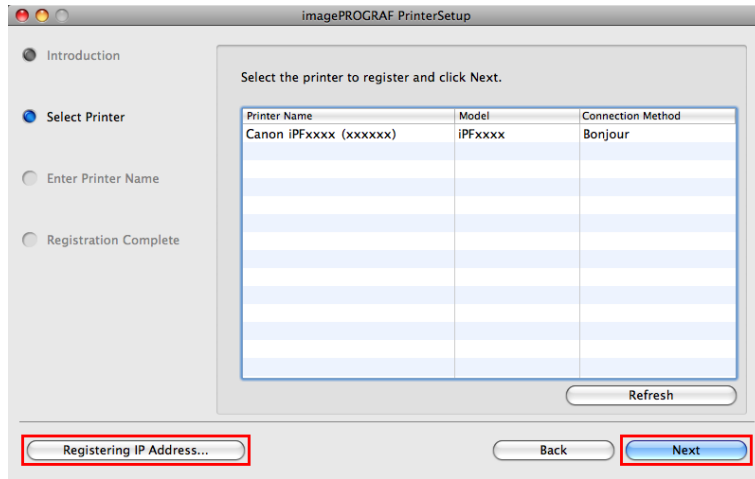 imagePROGRAF PrinterSetup
Introduction
Select Printer
Enter Printer Name
Registration Complete
Select the printer to register and click Next.
Printer Name Model Connection Method
Canon iPFxxxx (xxxxxx) iPFxxxx Bonjour
Refresh
Registering IP Address... Back Next